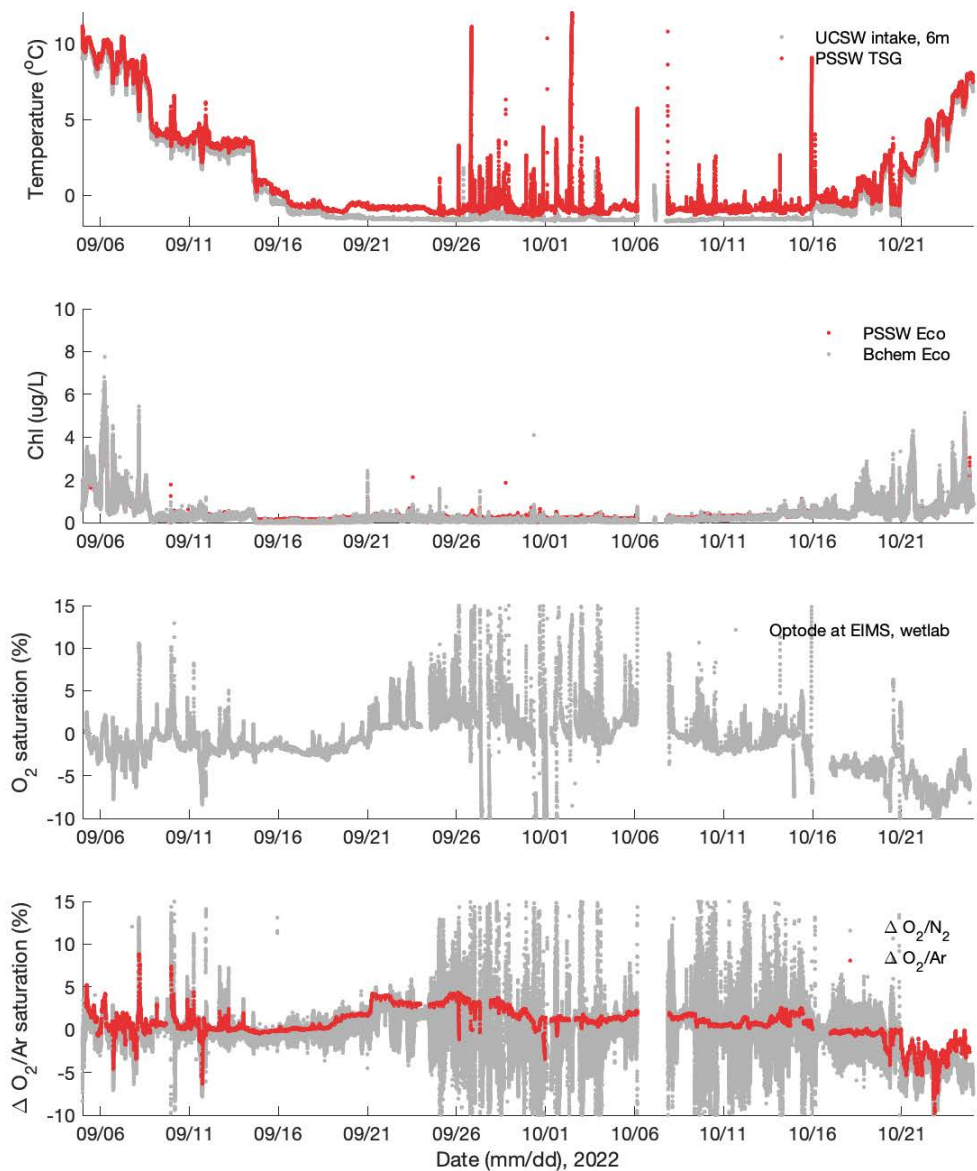 Temperature (°C)
10
5
0
UCSW intake, 6m
PSSW TSG
09/06 09/11 09/16 09/21 09/26 10/01 10/06 10/11 10/16 10/21
Chl (ug/L)
10
8
6
4
2
0
PSSW Eco
Bchem Eco
09/06 09/11 09/16 09/21 09/26 10/01 10/06 10/11 10/16 10/21
O₂ saturation (%)
15
10
5
0
-5
-10
Optode at EIMS, wetlab
09/06 09/11 09/16 09/21 09/26 10/01 10/06 10/11 10/16 10/21
Δ O₂/Ar saturation (%)
15
10
5
0
-5
-10
Δ O₂/N₂
Δ O₂/Ar
09/06 09/11 09/16 09/21 09/26 10/01 10/06 10/11 10/16 10/21
Date (mm/dd), 2022